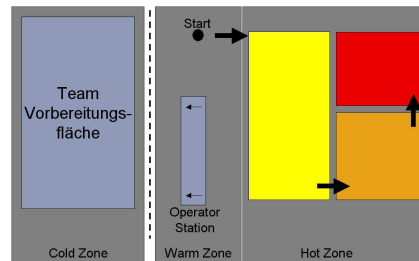 Start
Team
Vorbereitungs-
fläche
Operator
Station
Cold Zone
Warm Zone
Hot Zone